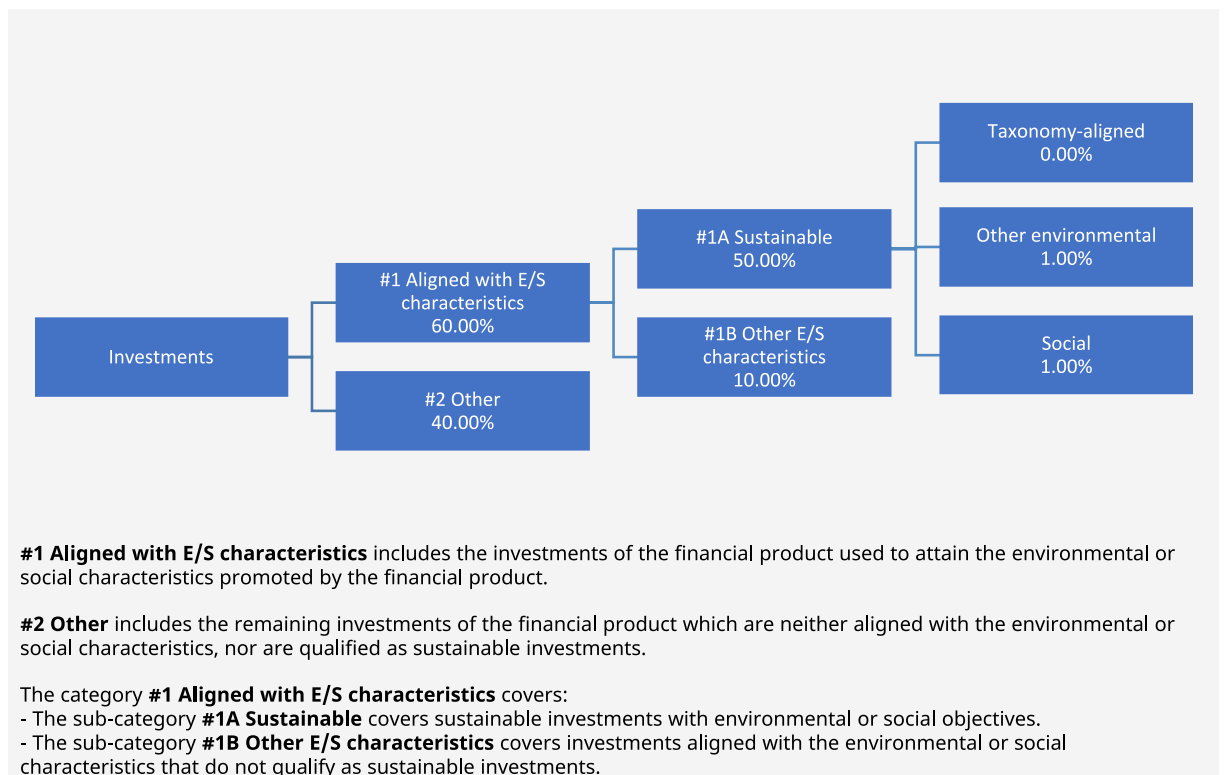 Taxonomy-aligned
0.00%
#1A Sustainable
50.00%
Other environmental
1.00%
#1 Aligned with E/S
characteristics
60.00%
Investments
#1B Other E/S
characteristics
10.00%
Social
1.00%
#2 Other
40.00%
#1 Aligned with E/S characteristics includes the investments of the financial product used to attain the environmental or
social characteristics promoted by the financial product.
#2 Other includes the remaining investments of the financial product which are neither aligned with the environmental or
social characteristics, nor are qualified as sustainable investments.
The category #1 Aligned with E/S characteristics covers:
- The sub-category #1A Sustainable covers sustainable investments with environmental or social objectives.
- The sub-category #1B Other E/S characteristics covers investments aligned with the environmental or social
characteristics that do not qualify as sustainable investments.